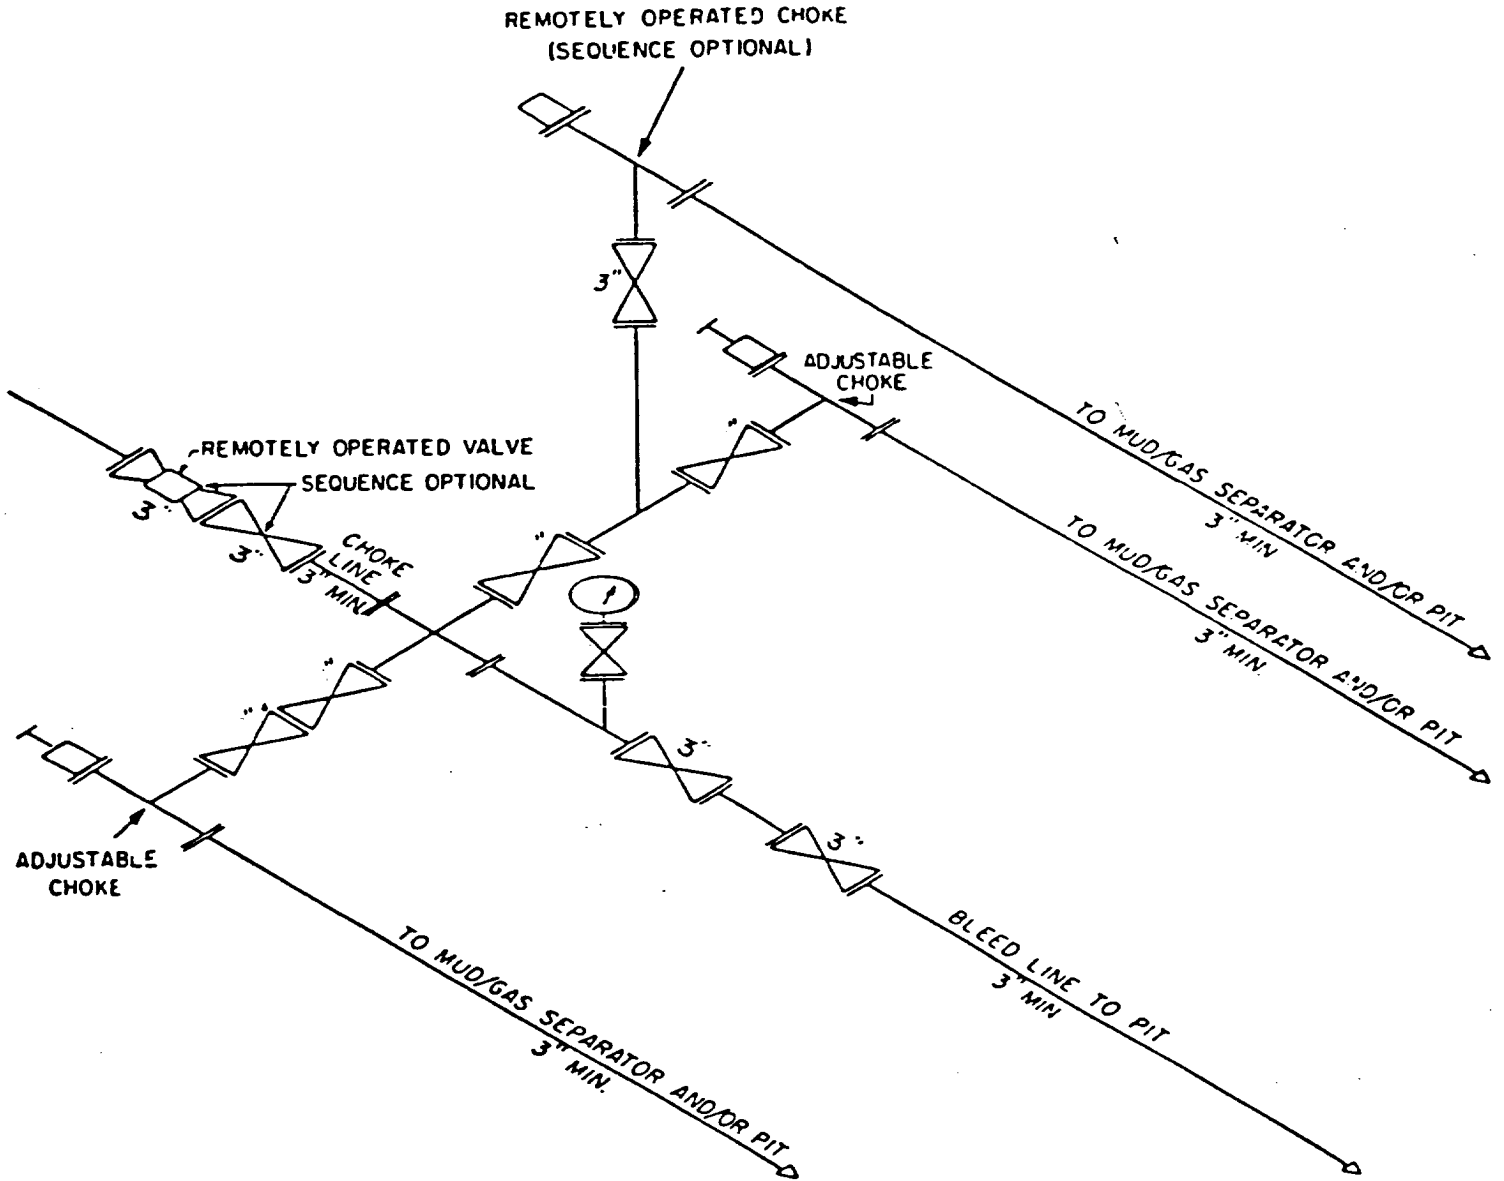 REMOTELY OPERATED CHOKE
(SEQUENCE OPTIONAL)
3"
ADJUSTABLE
CHOKE
REMOTELY OPERATED VALVE
SEQUENCE OPTIONAL
3"
3"
CHOKE
LINE
3" MIN.
TO MUD/GAS SEPARATOR AND/OR PIT
3" MIN
TO MUD/GAS SEPARATOR AND/OR PIT
3" MIN.
3"
3"
ADJUSTABLE
CHOKE
BLEED LINE TO PIT
3" MIN
TO MUD/GAS SEPARATOR AND/OR PIT
3" MIN.